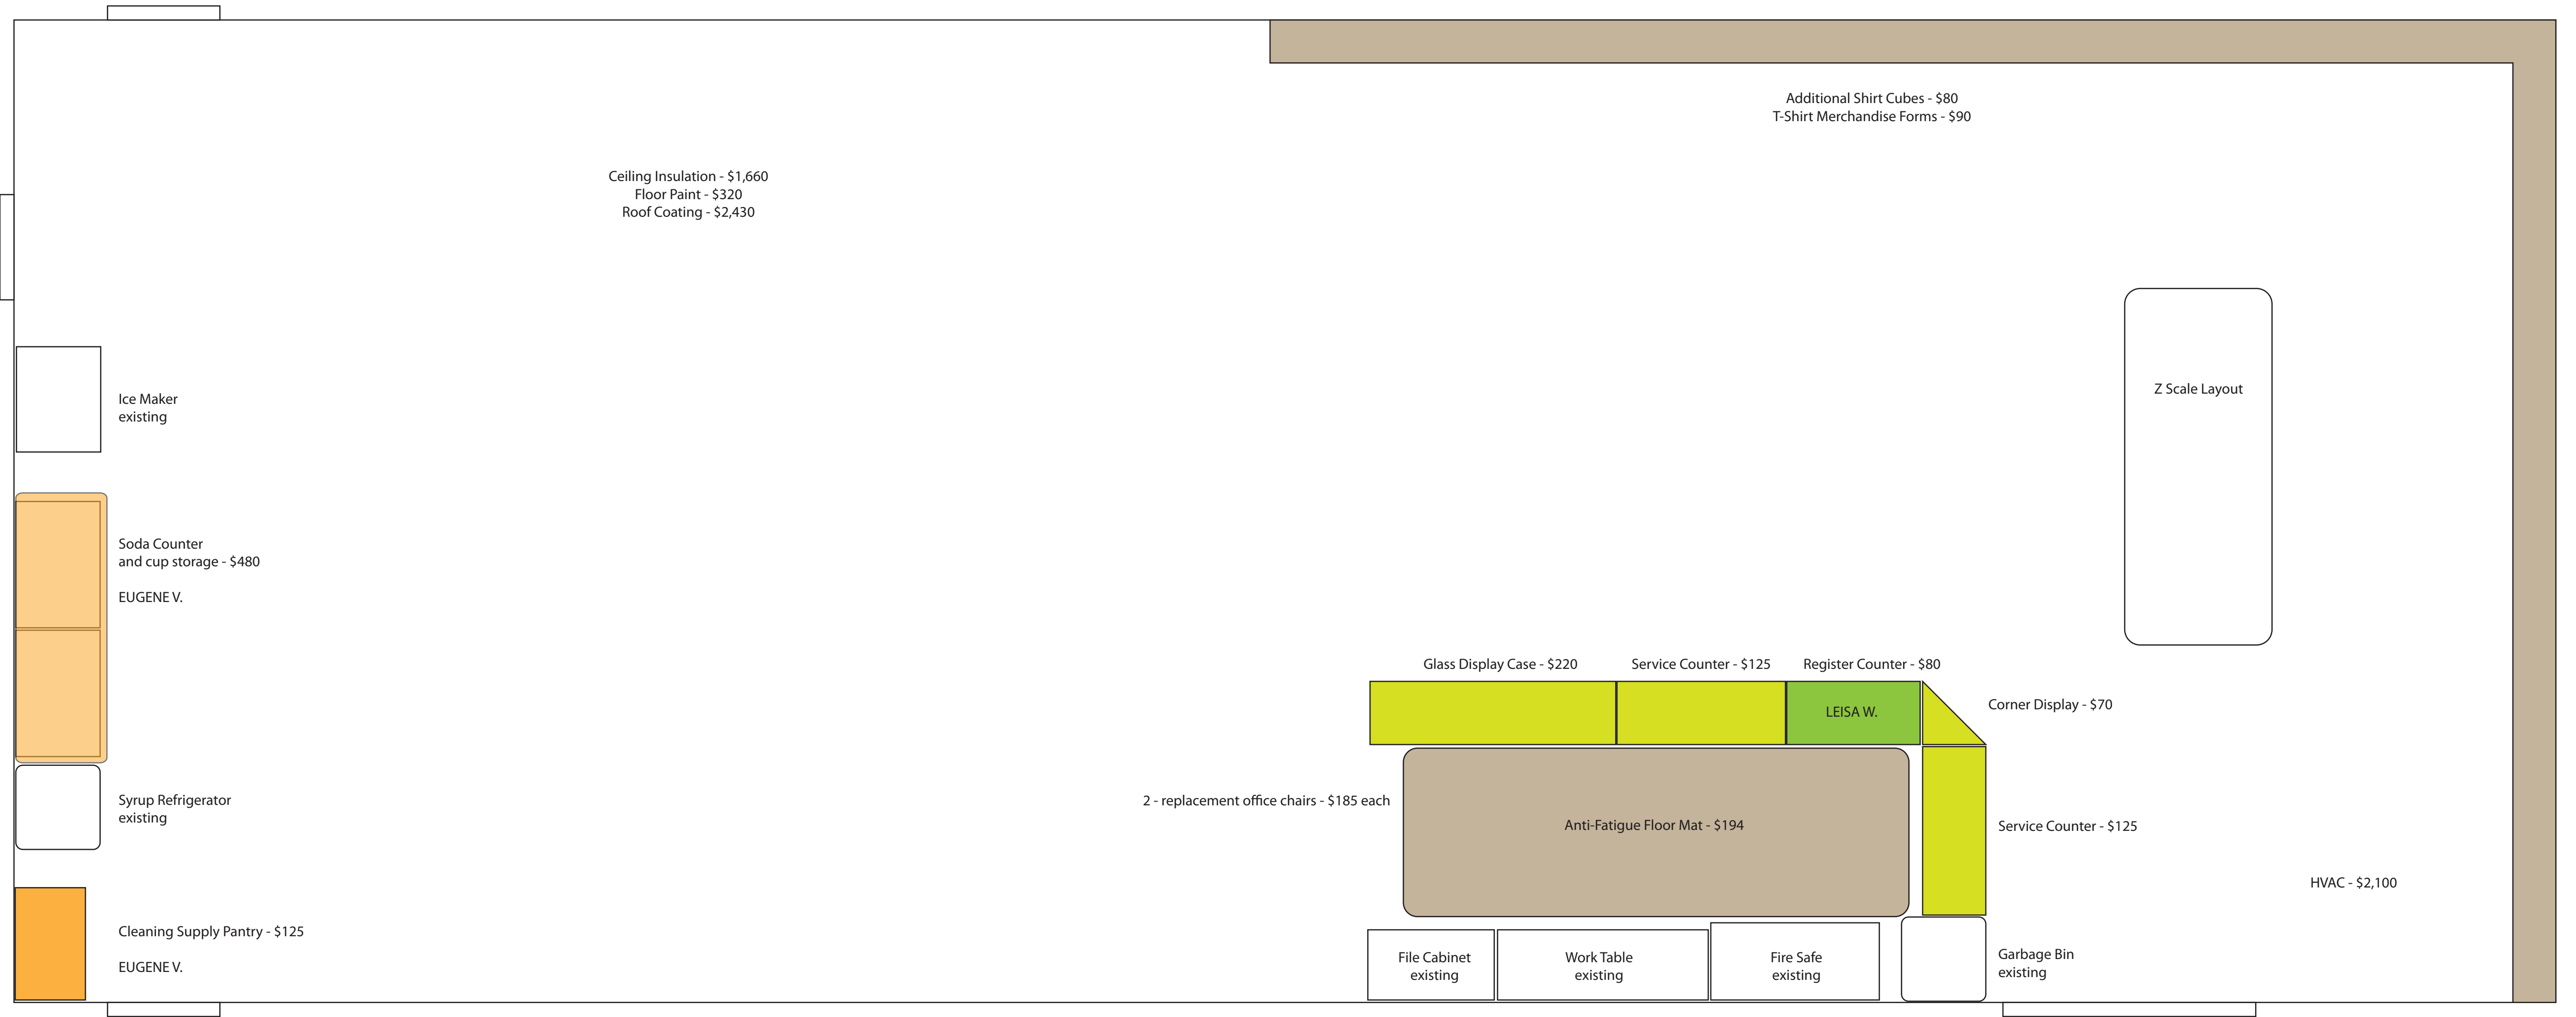 Additional Shirt Cubes - $80
T-Shirt Merchandise Forms - $90
Ceiling Insulation - $1,660
Floor Paint - $320
Roof Coating - $2,430
Ice Maker
existing
Z Scale Layout
Soda Counter
and cup storage - $480
EUGENE V.
Glass Display Case - $220
Service Counter - $125
Register Counter - $80
LEISA W.
Corner Display - $70
Syrup Refrigerator
existing
2 - replacement office chairs - $185 each
Anti-Fatigue Floor Mat - $194
Service Counter - $125
HVAC - $2,100
Cleaning Supply Pantry - $125
EUGENE V.
File Cabinet
existing
Work Table
existing
Fire Safe
existing
Garbage Bin
existing